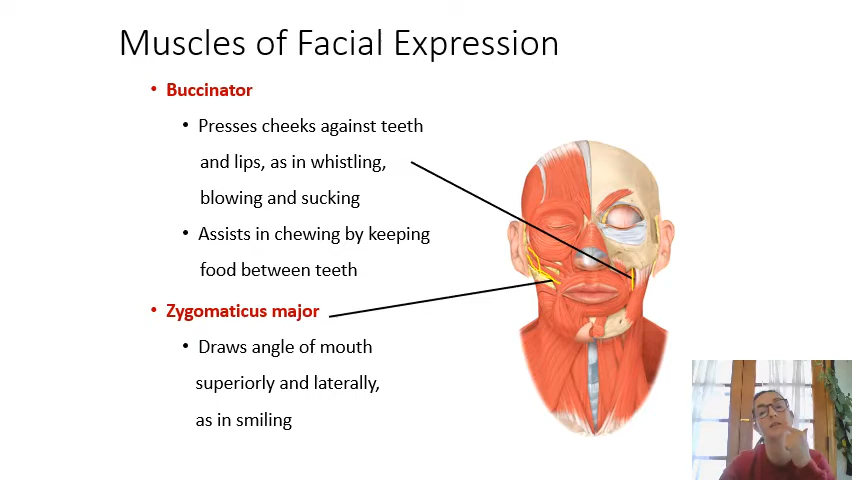 Muscles of Facial Expression
• Buccinator
• Presses cheeks against teeth
and lips, as in whistling,
blowing and sucking
• Assists in chewing by keeping
food between teeth
• Zygomaticus major
• Draws angle of mouth
superiorly and laterally,
as in smiling